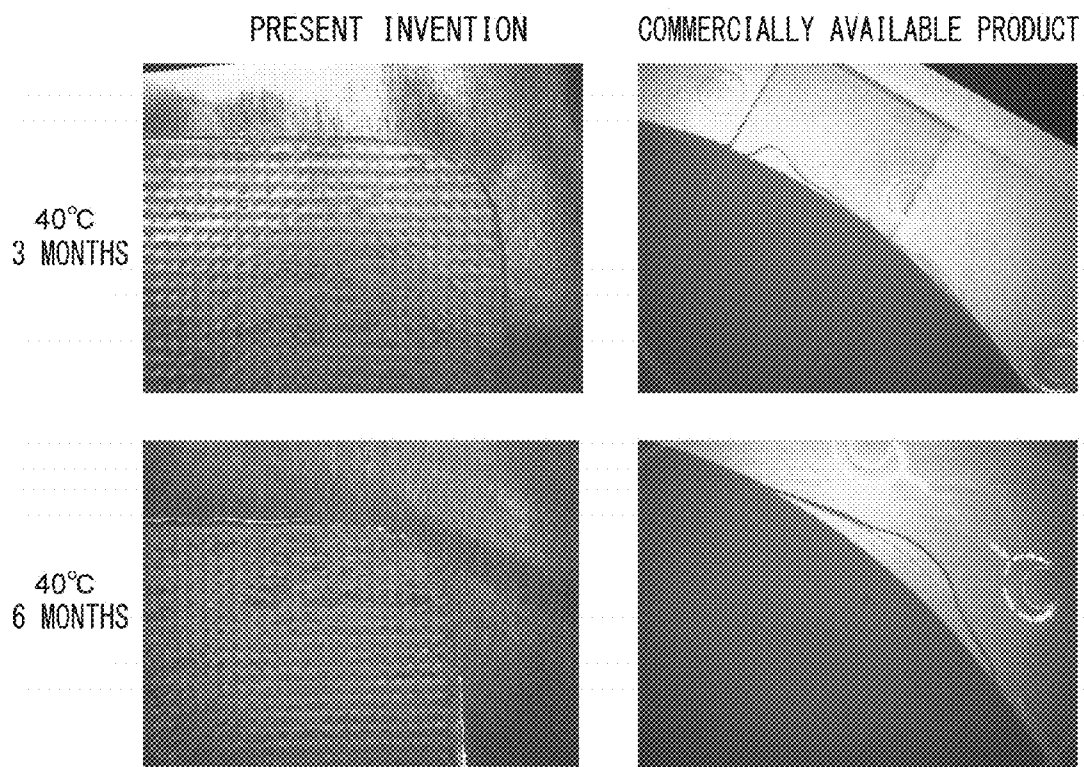 PRESENT INVENTION
COMMERCIALLY AVAILABLE PRODUCT
40°C
3 MONTHS
40°C
6 MONTHS